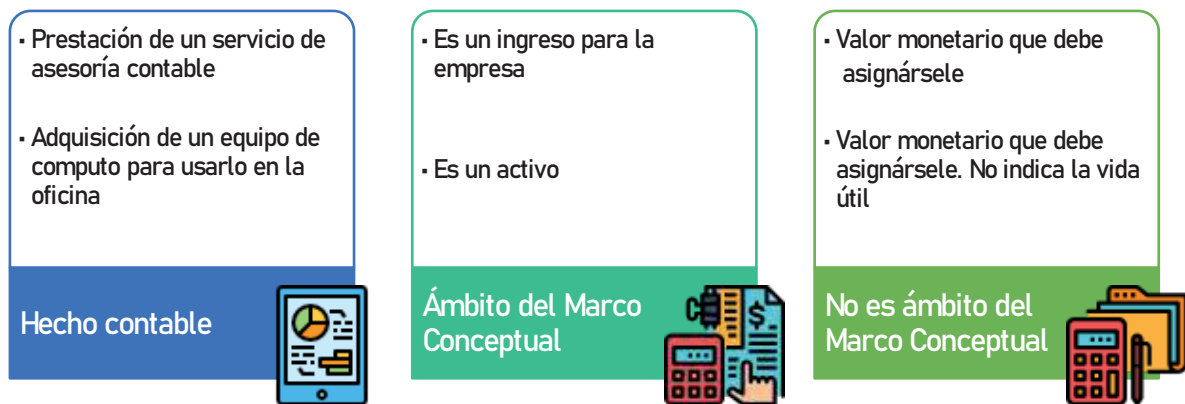 · Prestación de un servicio de
asesoría contable
· Adquisición de un equipo de
computo para usarlo en la
oficina
Hecho contable
· Es un ingreso para la
empresa
· Es un activo
$
Ámbito del Marco
Conceptual
· Valor monetario que debe
asignársele
· Valor monetario que debe
asignársele. No indica la vida
útil
No es ámbito del
Marco Conceptual